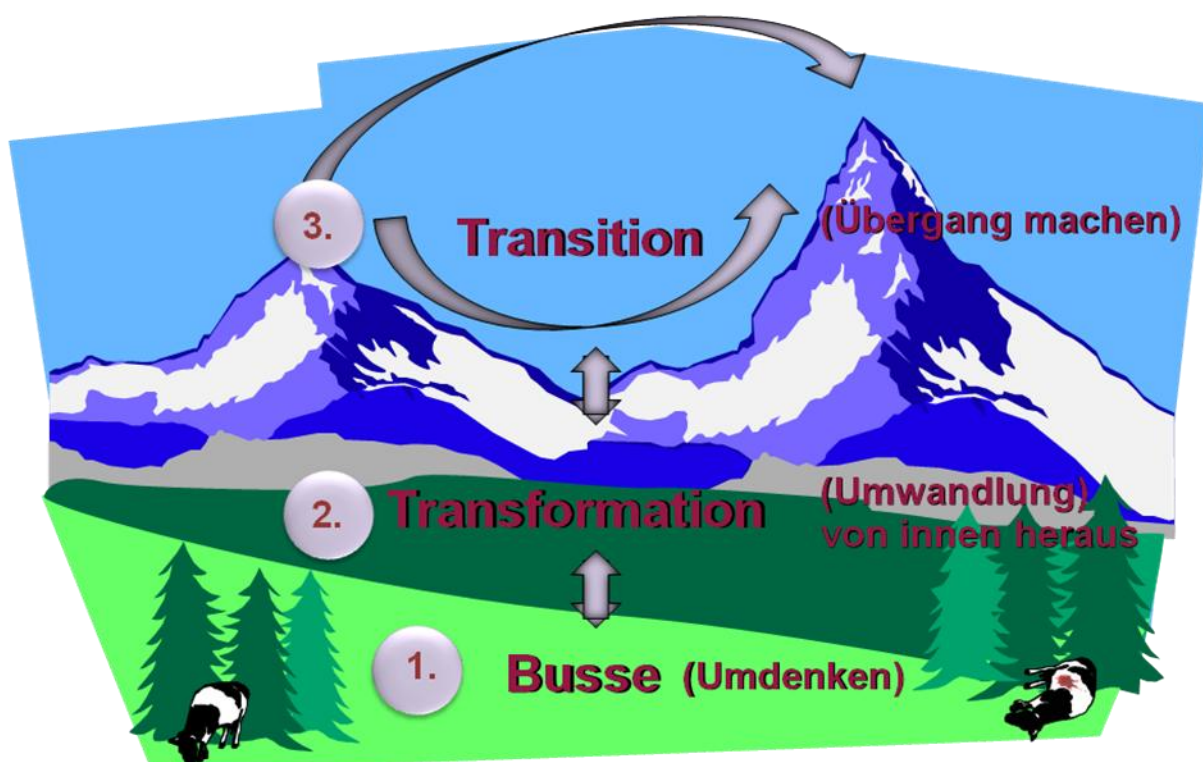 3.
Transition
(Übergang machen)
2.
Transformation
(Umwandlung)
von innen heraus
1.
Busse (Umdenken)